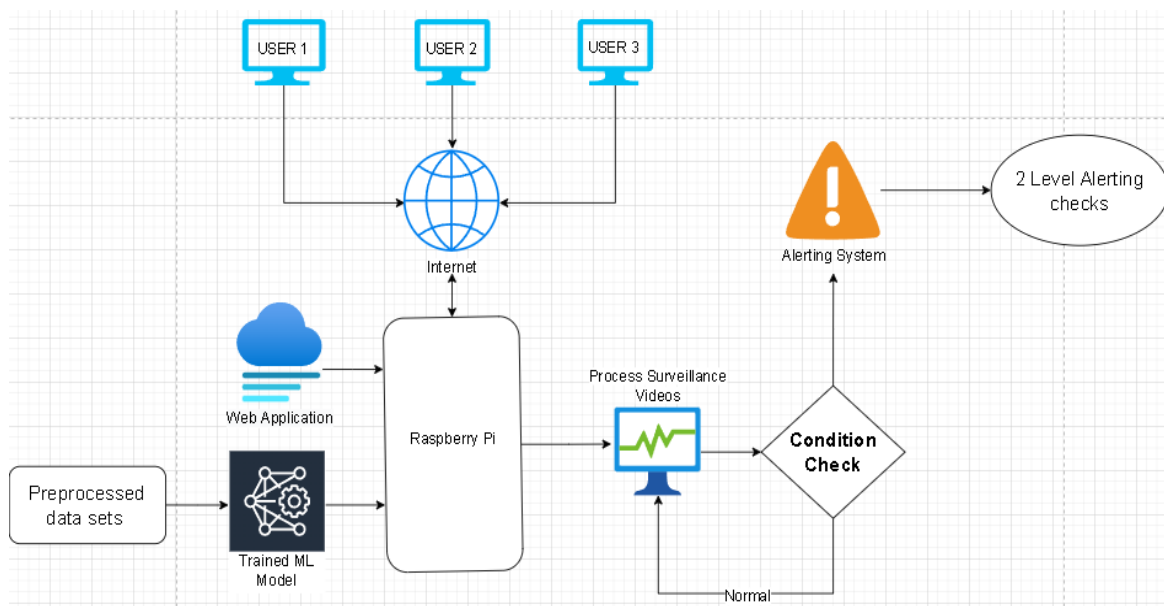 USER 1
USER 2
USER 3
Internet
Alerting System
2 Level Alerting
checks
Web Application
Raspberry Pi
Process Surveillance
Videos
Condition
Check
Preprocessed
data sets
Trained ML
Model
Normal